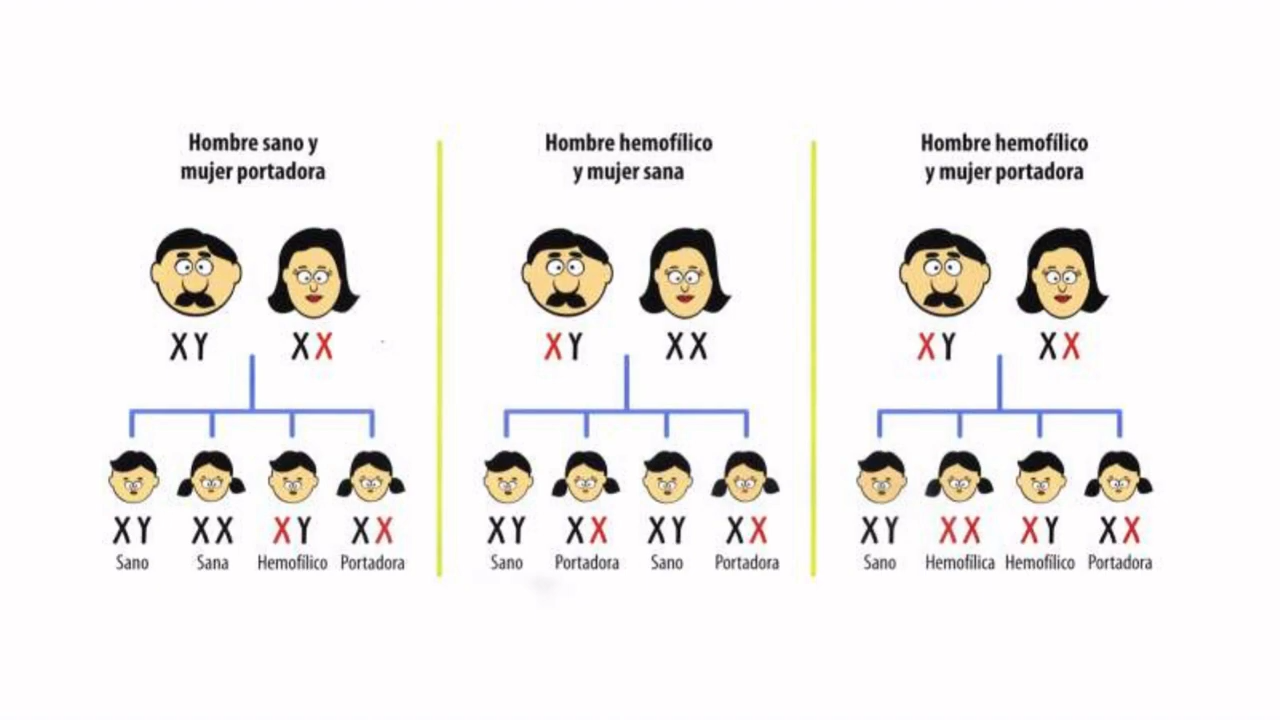 Hombre sano y
mujer portadora
XY XX
XY XX XY XX
Sano Sana Hemofílico Portadora
Hombre hemofílico
y mujer sana
XY XX
XY XX XY XX
Sano Portadora Sano Portadora
Hombre hemofílico
y mujer portadora
XY XX
XY XX XY XX
Sano Hemofílica Hemofílico Portadora